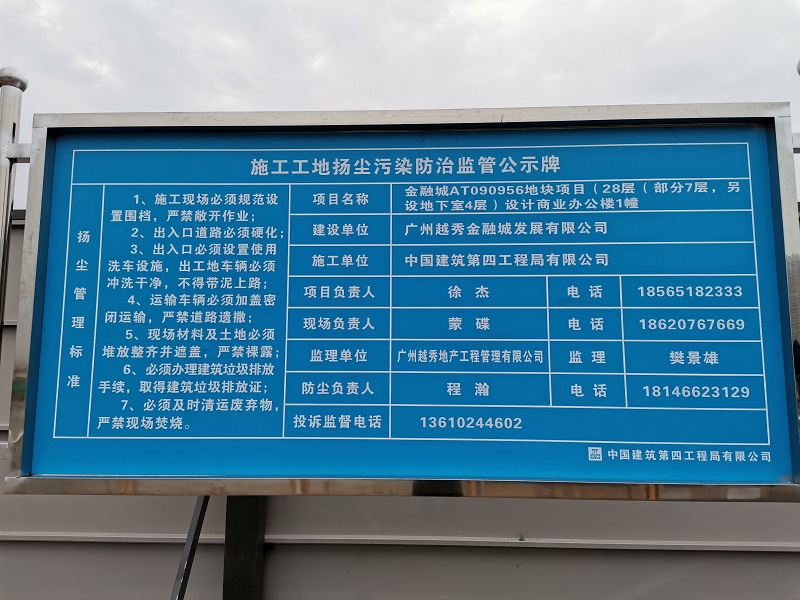 施工工地扬尘污染防治监管公示牌
扬尘管理标准
1、施工现场必须规范设
置围档，严禁敞开作业；
2、出入口道路必须硬化；
3、出入口必须设置使用
洗车设施，出工地车辆必须
冲洗干净，不得带泥上路；
4、运输车辆必须加盖密
闭运输，严禁道路遗撒；
5、现场材料及土地必须
堆放整齐并遮盖，严禁裸露；
6、必须办理建筑垃圾排放
手续，取得建筑垃圾排放证；
7、必须及时清运废弃物，
严禁现场焚烧。
项目名称 金融城AT090956地块项目（28层（部分7层，另
设地下室4层）设计商业办公楼1幢
建设单位 广州越秀金融城发展有限公司
施工单位 中国建筑第四工程局有限公司
项目负责人 徐杰 电话 18565182333
现场负责人 蒙碟 电话 18620767669
监理单位 广州越秀地产工程管理有限公司 监理 樊景雄
防尘负责人 程瀚 电话 18146623129
投诉监督电话 13610244602
中国建筑第四工程局有限公司